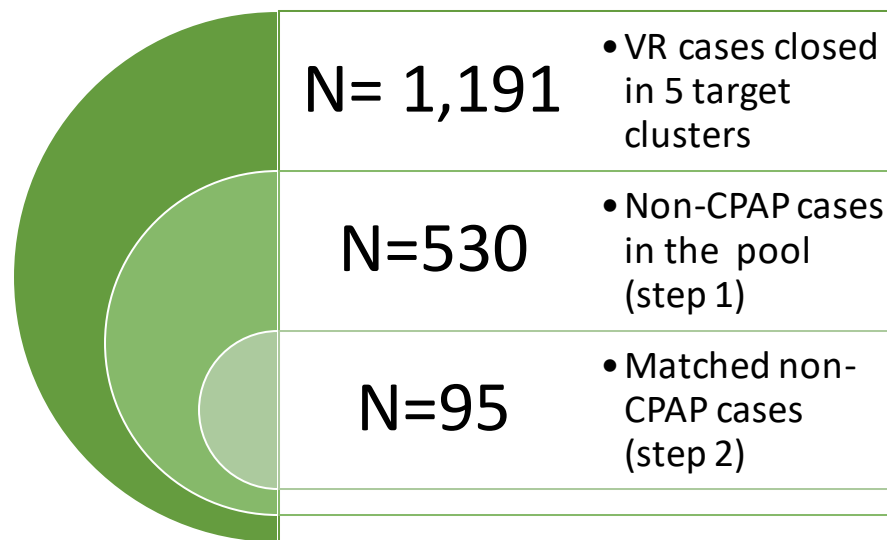 N= 1,191
• VR cases closed
in 5 target
clusters
N=530
• Non-CPAP cases
in the pool
(step 1)
N=95
• Matched non-
CPAP cases
(step 2)